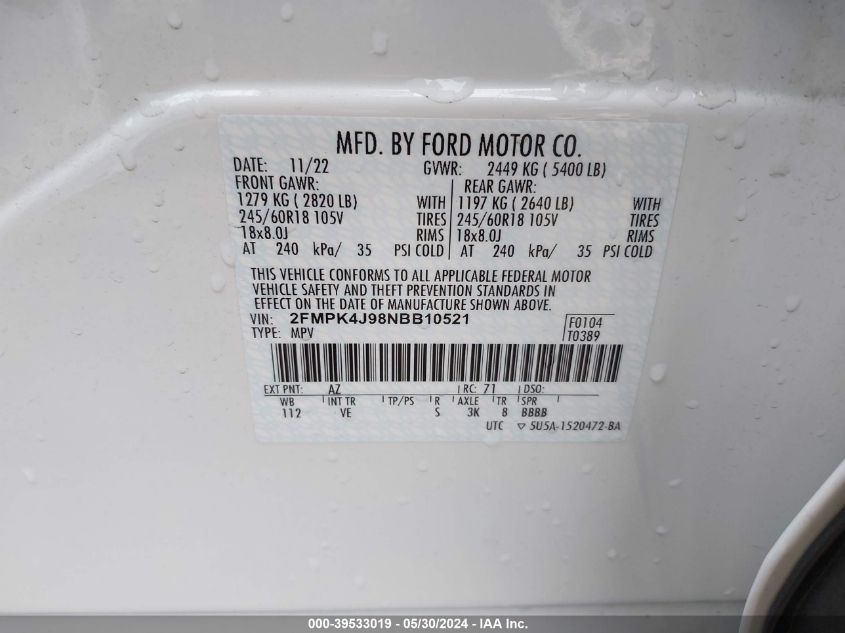 MFD. BY FORD MOTOR CO.
DATE: 11/22 GVWR: 2449 KG ( 5400 LB)
FRONT GAWR: REAR GAWR:
1279 KG ( 2820 LB) WITH 1197 KG ( 2640 LB) WITH
245/60R18 105V TIRES 245/60R18 105V TIRES
18x8.0J RIMS 18x8.0J RIMS
AT 240 kPa/ 35 PSI COLD AT 240 kPa/ 35 PSI COLD
THIS VEHICLE CONFORMS TO ALL APPLICABLE FEDERAL MOTOR
VEHICLE SAFETY AND THEFT PREVENTION STANDARDS IN
EFFECT ON THE DATE OF MANUFACTURE SHOWN ABOVE.
VIN: 2FMPK4J98NBB10521 F0104
TYPE: MPV T0389
EXT PNT: AZ RC: 71 DSO:
WB INT TR TP/PS R AXLE TR SPR
112 VE S 3K 8 BBBB
UTC ▽ 5U5A-1520472-BA
000-39533019 / 05/30/2024 - IAA Inc.